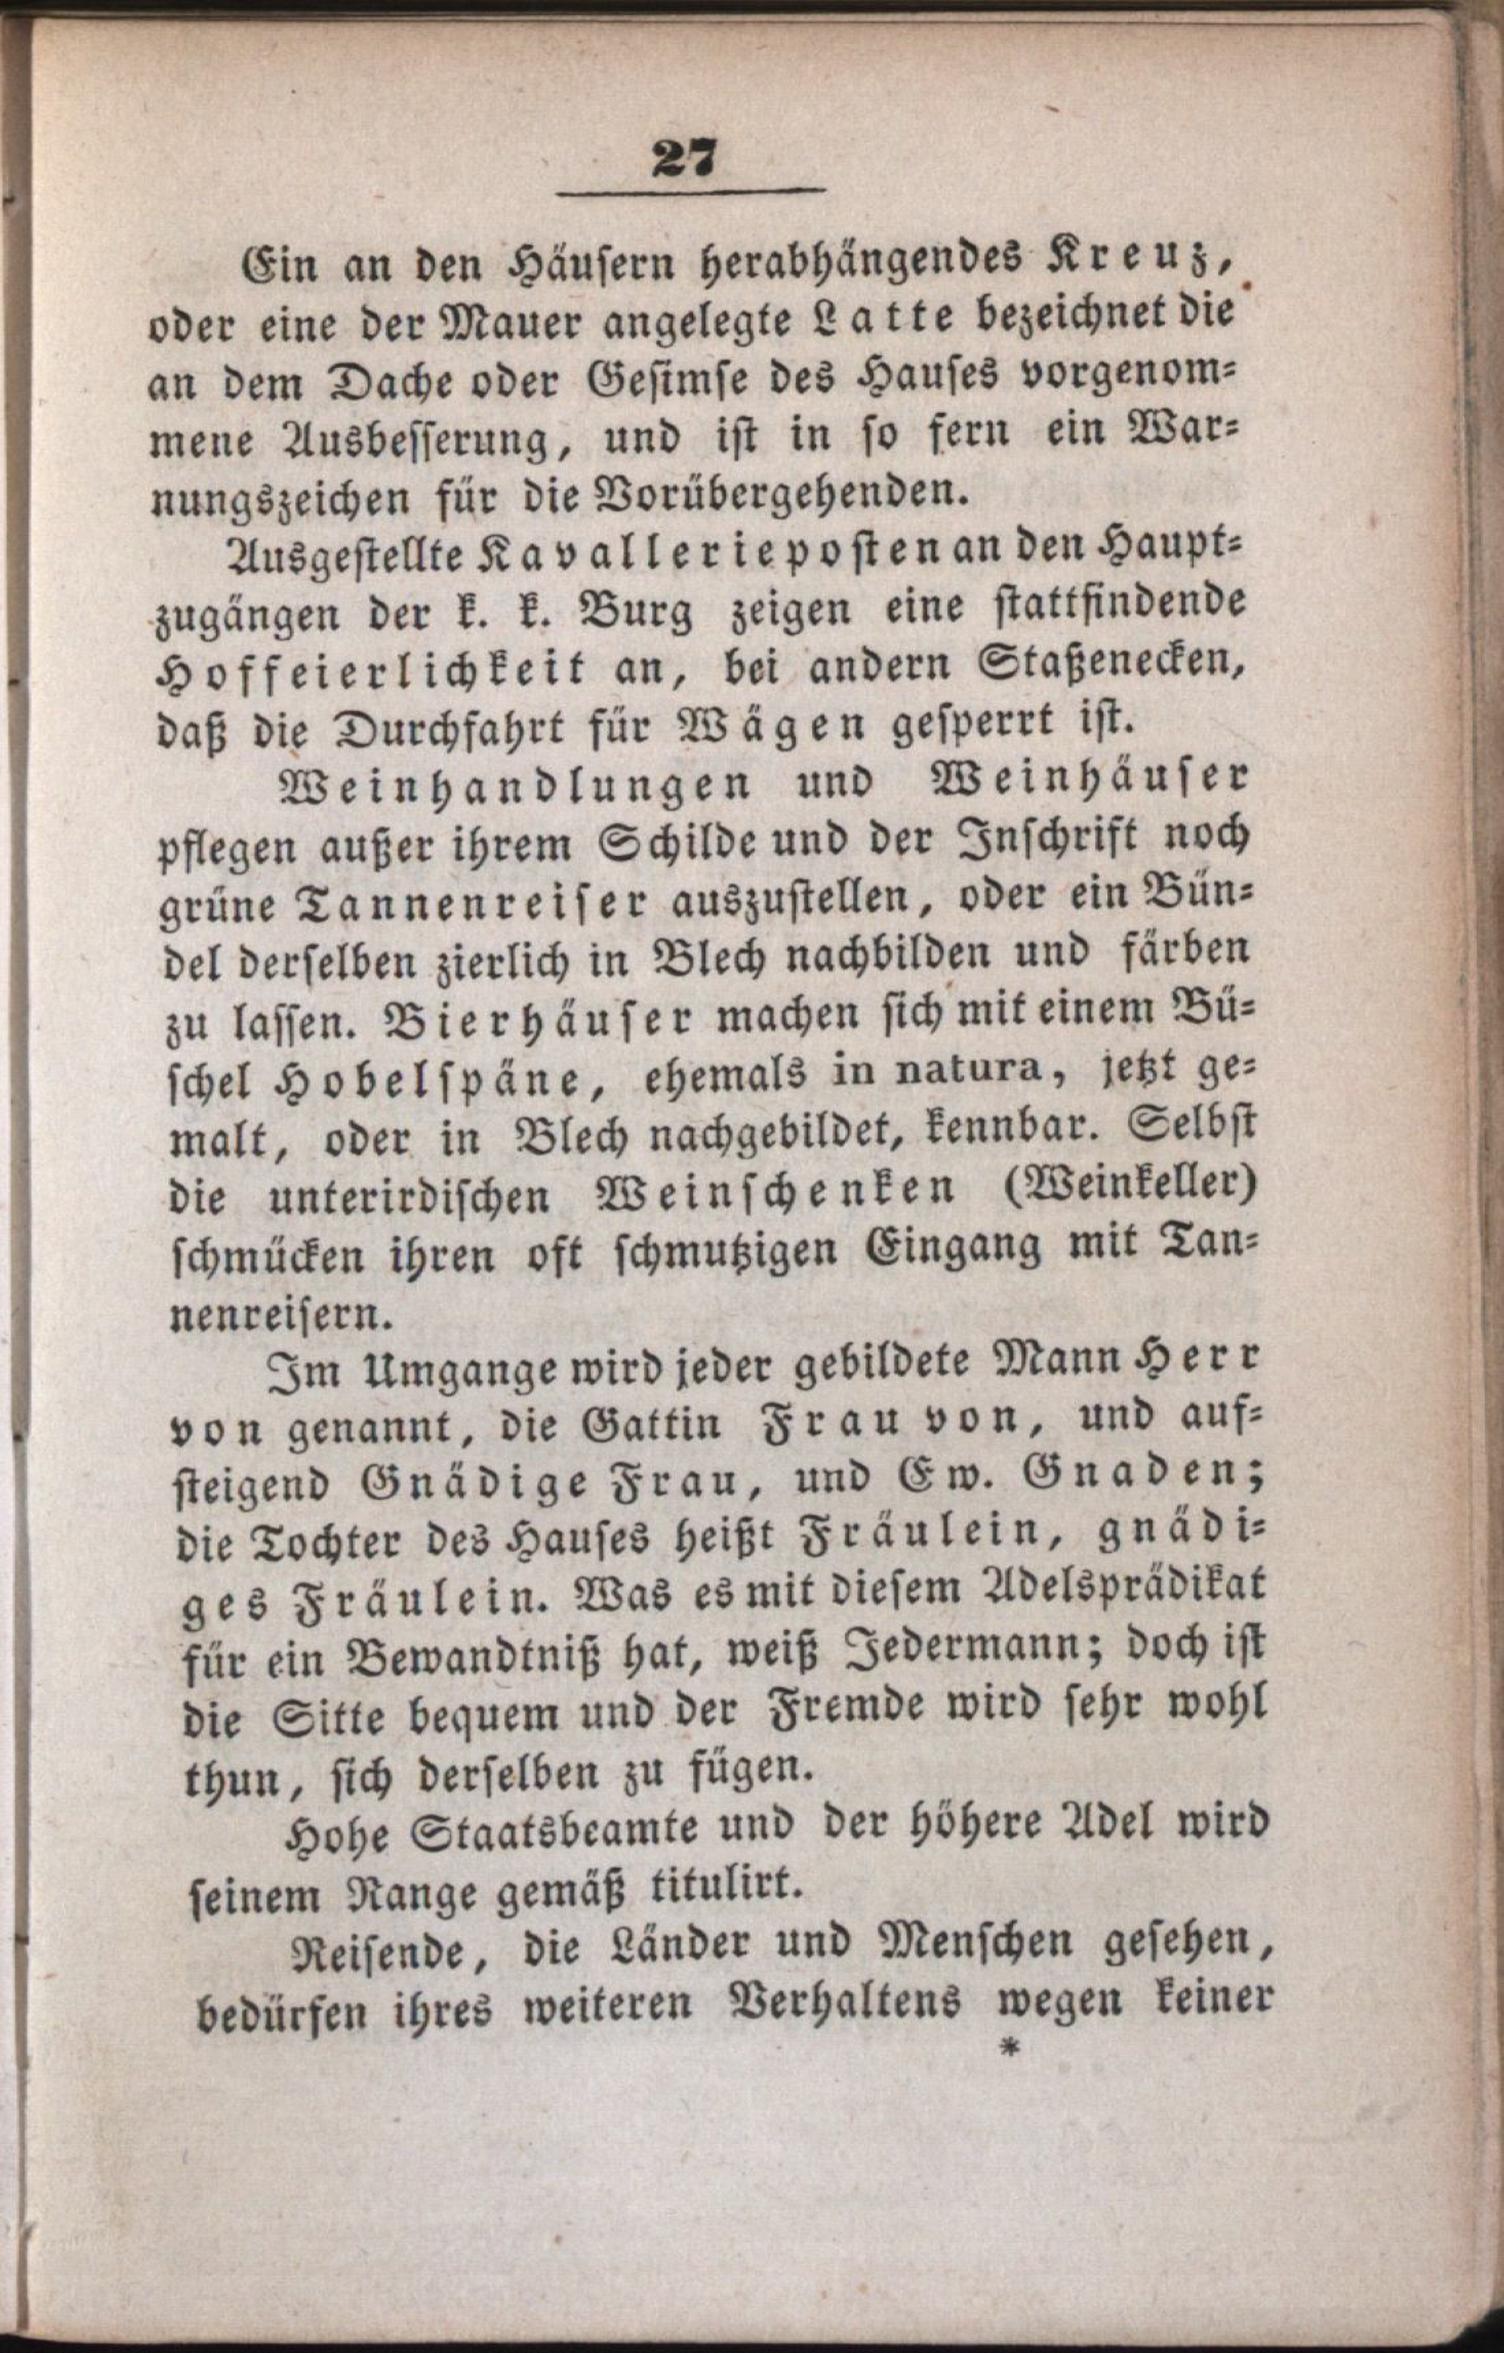 27
Ein an den Häusern herabhängendes Kreuz,
oder eine der Mauer angelegte Latte bezeichnet die
an dem Dache oder Gesimse des Hauses vorgenom-
mene Ausbesserung, und ist in so fern ein War-
nungszeichen für die Vorübergehenden.
Ausgestellte Kavallerieposten an den Haupt-
zugängen der k. k. Burg zeigen eine stattfindende
Hoffeierlichkeit an, bei andern Staßenecken,
daß die Durchfahrt für Wägen gesperrt ist.
Weinhandlungen und Weinhäuser
pflegen außer ihrem Schilde und der Inschrift noch
grüne Tannenreiser auszustellen, oder ein Bün-
del derselben zierlich in Blech nachbilden und färben
zu lassen. Bierhäuser machen sich mit einem Bü-
schel Hobelspäne, ehemals in natura, jetzt ge-
malt, oder in Blech nachgebildet, kennbar. Selbst
die unterirdischen Weinschenken (Weinkeller)
schmücken ihren oft schmutzigen Eingang mit Tan-
nenreisern.
Im Umgange wird jeder gebildete Mann Herr
von genannt, die Gattin Frau von, und auf-
steigend Gnädige Frau, und Ew. Gnaden;
die Tochter des Hauses heißt Fräulein, gnädi-
ges Fräulein. Was es mit diesem Adelsprädikat
für ein Bewandtniß hat, weiß Jedermann; doch ist
die Sitte bequem und der Fremde wird sehr wohl
thun, sich derselben zu fügen.
Hohe Staatsbeamte und der höhere Adel wird
seinem Range gemäß titulirt.
Reisende, die Länder und Menschen gesehen,
bedürfen ihres weiteren Verhaltens wegen keiner
*